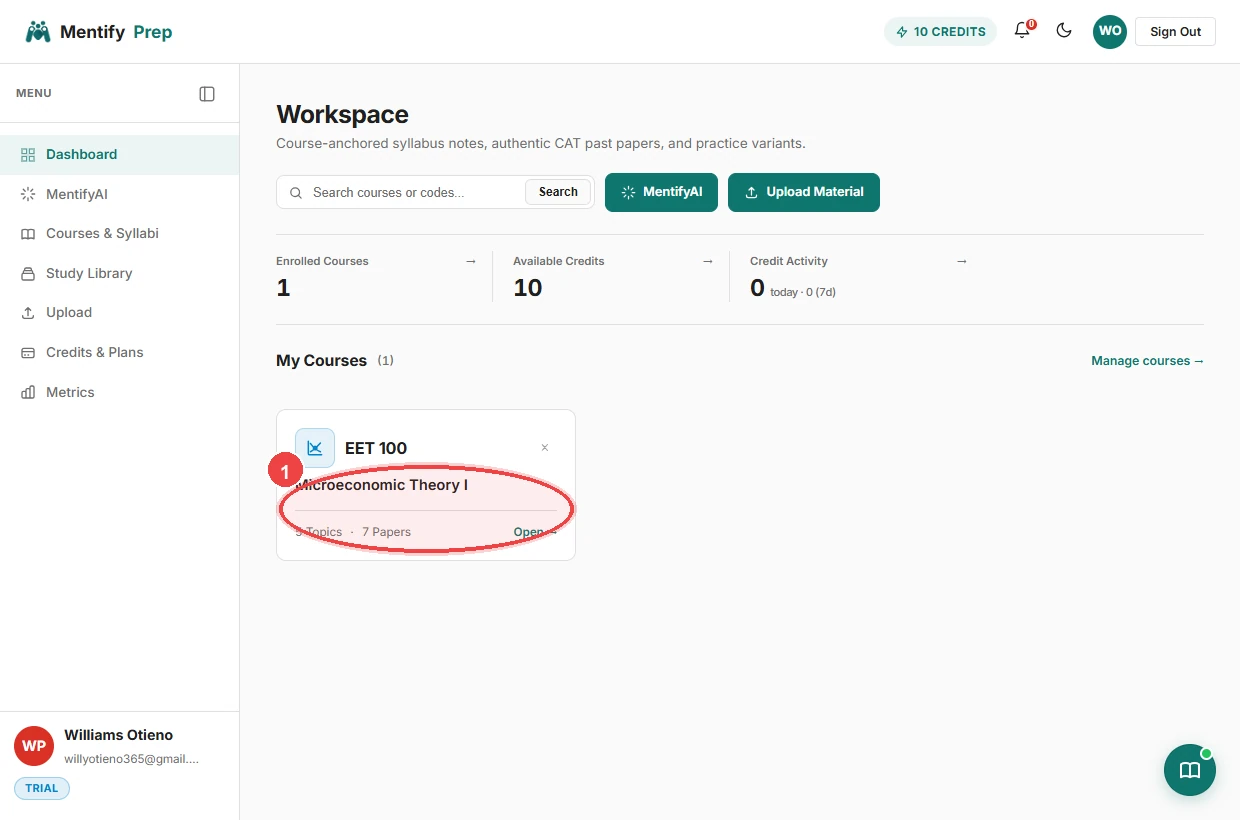 Mentify Prep
10 CREDITS
0
WO
Sign Out
MENU
Dashboard
MentifyAI
Courses & Syllabi
Study Library
Upload
Credits & Plans
Metrics
Workspace
Course-anchored syllabus notes, authentic CAT past papers, and practice variants.
Search courses or codes...
Search
MentifyAI
Upload Material
Enrolled Courses →
1
Available Credits →
10
Credit Activity →
0 today · 0 (7d)
My Courses (1)
Manage courses →
EET 100
×
1
Microeconomic Theory I
5 Topics · 7 Papers
Open →
WP
Williams Otieno
willyotieno365@gmail....
TRIAL